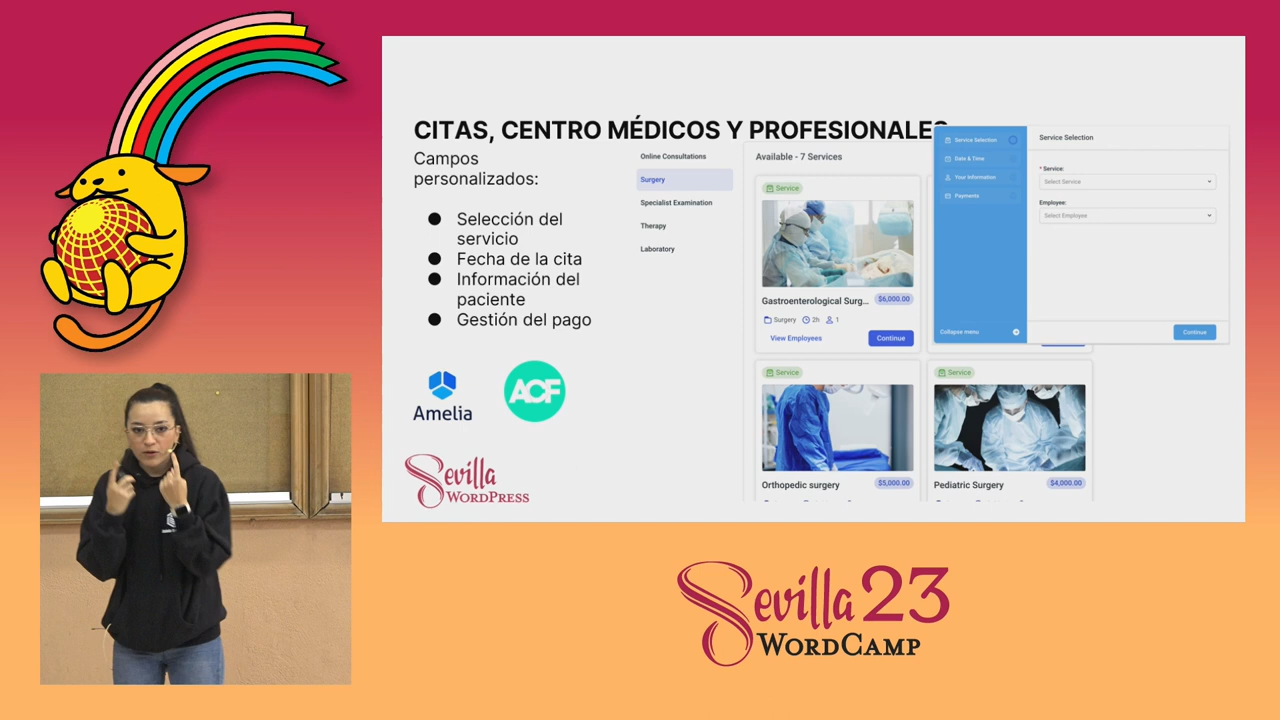 CITAS, CENTRO MÉDICOS Y PROFESIONALES
Campos
personalizados:
Selección del
servicio
Fecha de la cita
Información del
paciente
Gestión del pago
Amelia
ACF
Sevilla
WORDPRESS
Online Consultations
Surgery
Specialist Examination
Therapy
Laboratory
Available - 7 Services
Service
Gastroenterological Surg...
$6,000.00
Surgery
2h
1
View Employees
Continue
Service
Orthopedic surgery
$5,000.00
Service
Pediatric Surgery
$4,000.00
Service Selection
Date & Time
Your Information
Payments
Collapse menu
Service Selection
* Service:
Select Service
Employee:
Select Employee
Continue
Sevilla 23
WORDCAMP